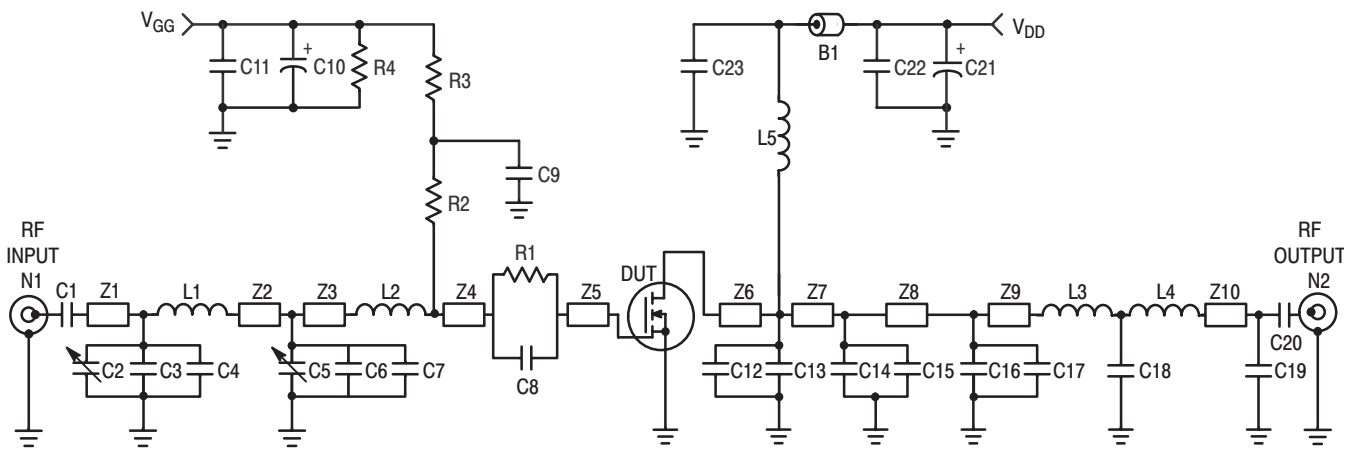 V_GG
C11
+
C10
R4
R3
C9
R2
C23
B1
C22
+
C21
V_DD
L5
RF
INPUT
N1
C1
Z1
L1
Z2
Z3
L2
Z4
R1
C8
Z5
DUT
Z6
Z7
Z8
Z9
L3
L4
Z10
RF
OUTPUT
N2
C20
C2
C3
C4
C5
C6
C7
C12
C13
C14
C15
C16
C17
C18
C19